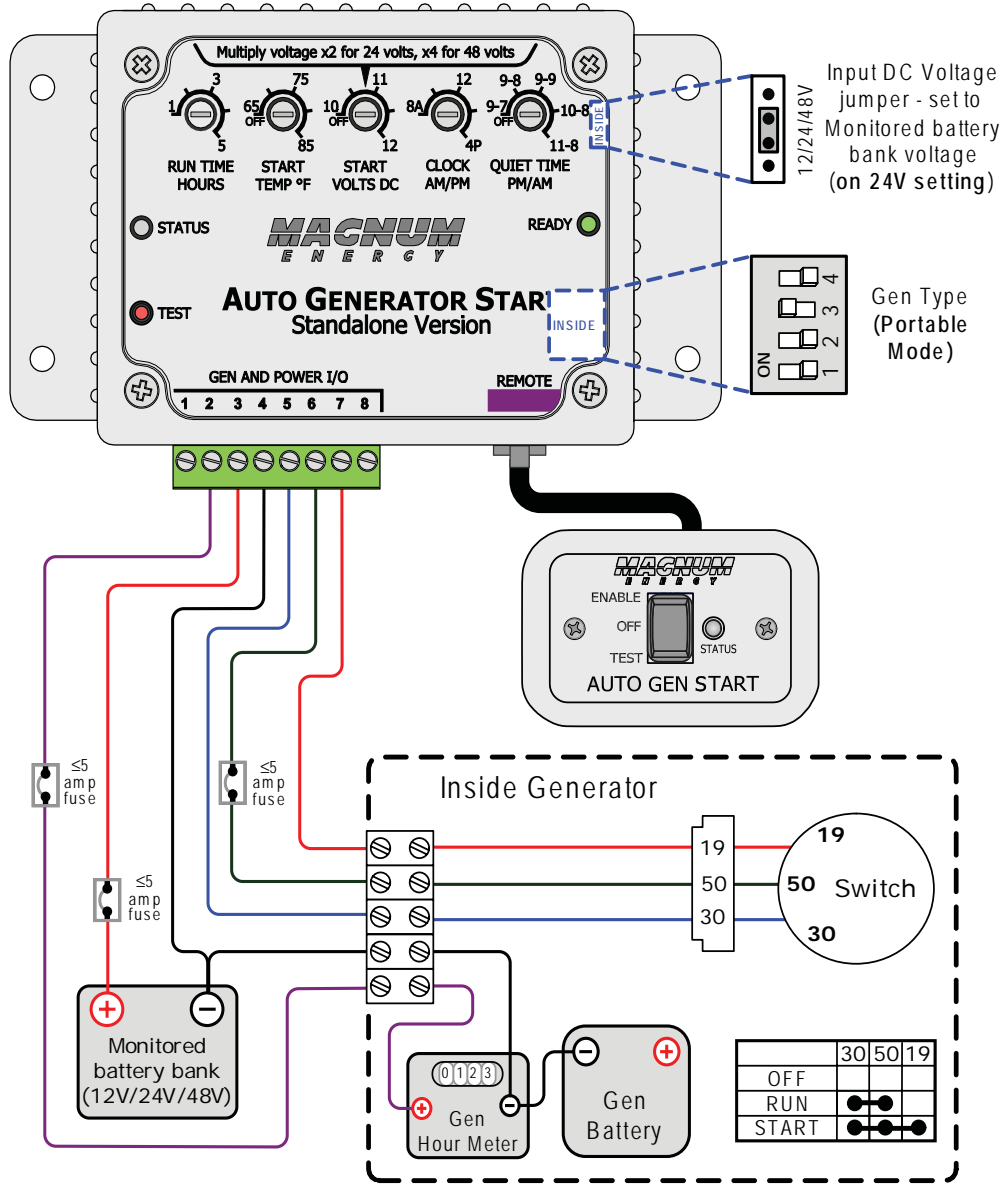 Multiply voltage x2 for 24 volts, x4 for 48 volts
1 3 5
RUN TIME
HOURS
65 OFF 75 85
START
TEMP ºF
10 OFF 11 12
START
VOLTS DC
8A 12 4P
CLOCK
AM/PM
9-7 OFF 9-8 9-9 10-8 11-8
QUIET TIME
PM/AM
INSIDE
STATUS
READY
MAGNUM
ENERGY
TEST
AUTO GENERATOR STAR
Standalone Version
INSIDE
GEN AND POWER I/O
1 2 3 4 5 6 7 8
REMOTE
12/24/48V
Input DC Voltage
jumper - set to
Monitored battery
bank voltage
(on 24V setting)
ON
1 2 3 4
Gen Type
(Portable
Mode)
MAGNUM
ENERGY
ENABLE
OFF
TEST
STATUS
AUTO GEN START
≤5
amp
fuse
≤5
amp
fuse
≤5
amp
fuse
+
−
Monitored
battery bank
(12V/24V/48V)
Inside Generator
19
50
30
19
50
30
Switch
0 1 2 3
+
−
Gen
Hour Meter
−
+
Gen
Battery
30 50 19
OFF
RUN
START